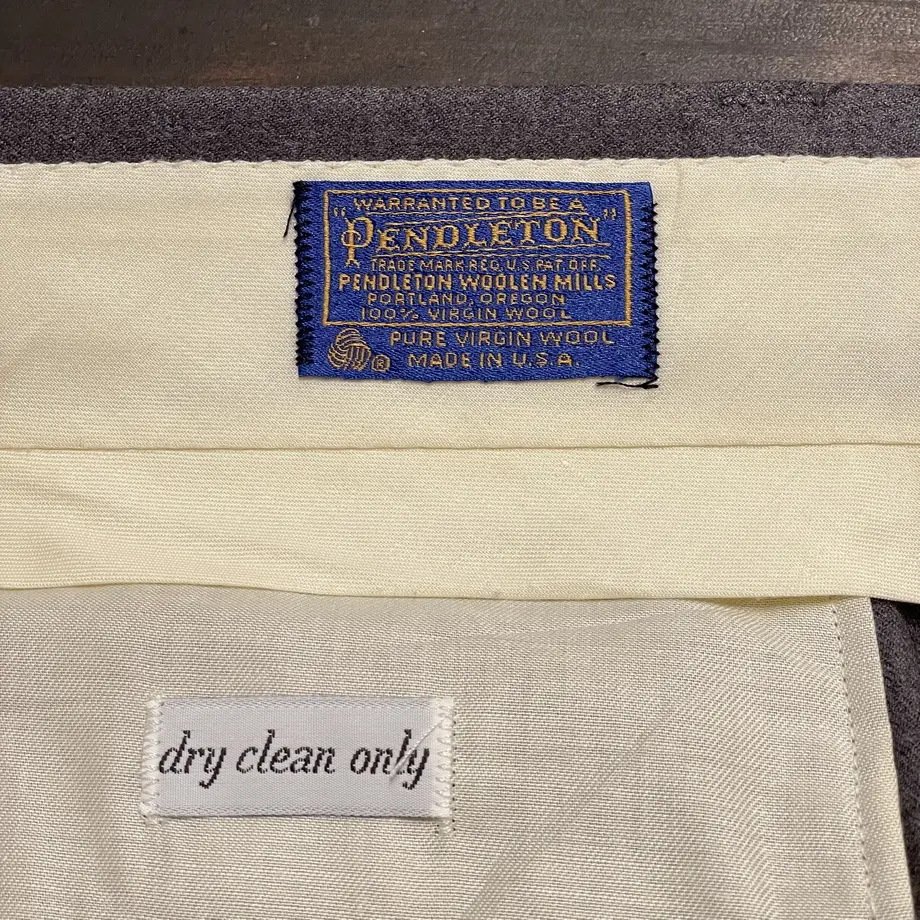 WARRANTED TO BE A
"PENDLETON"
TRADE MARK REG. U.S. PAT. OFF.
PENDLETON WOOLEN MILLS
PORTLAND, OREGON
100% VIRGIN WOOL
PURE VIRGIN WOOL
® MADE IN U.S.A.
dry clean only